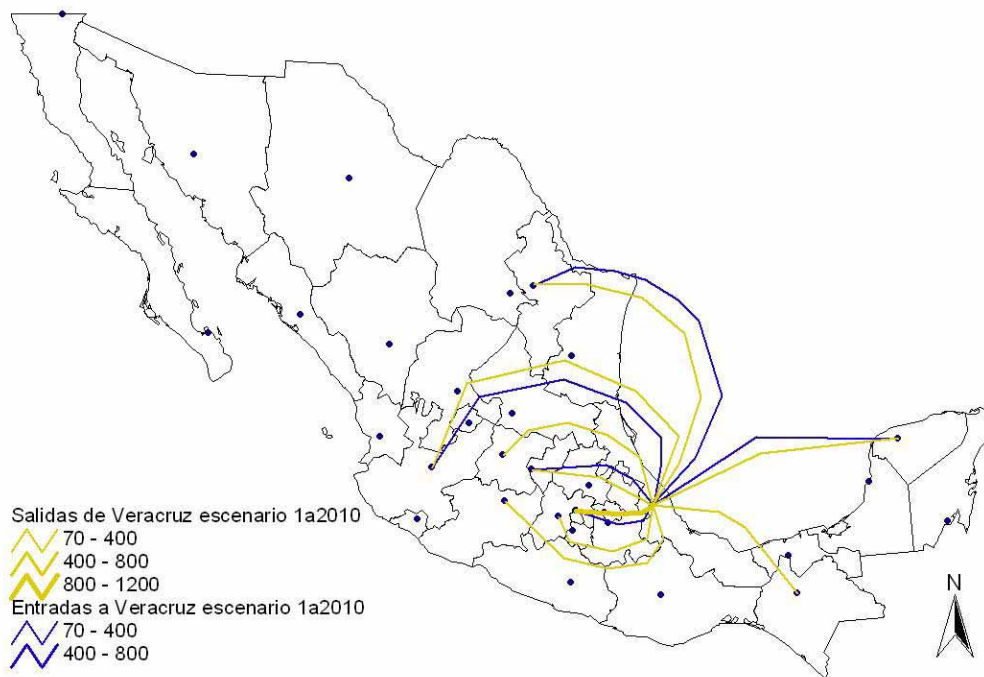 Salidas de Veracruz escenario 1a2010
70 - 400
400 - 800
800 - 1200
Entradas a Veracruz escenario 1a2010
70 - 400
400 - 800
N